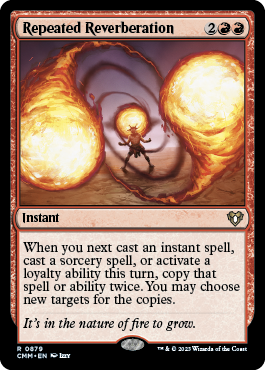 Repeated Reverberation 2
Instant
When you next cast an instant spell,
cast a sorcery spell, or activate a
loyalty ability this turn, copy that
spell or ability twice. You may choose
new targets for the copies.
It's in the nature of fire to grow.
R 0879
CMM • EN Izzy
™ & © 2023 Wizards of the Coast